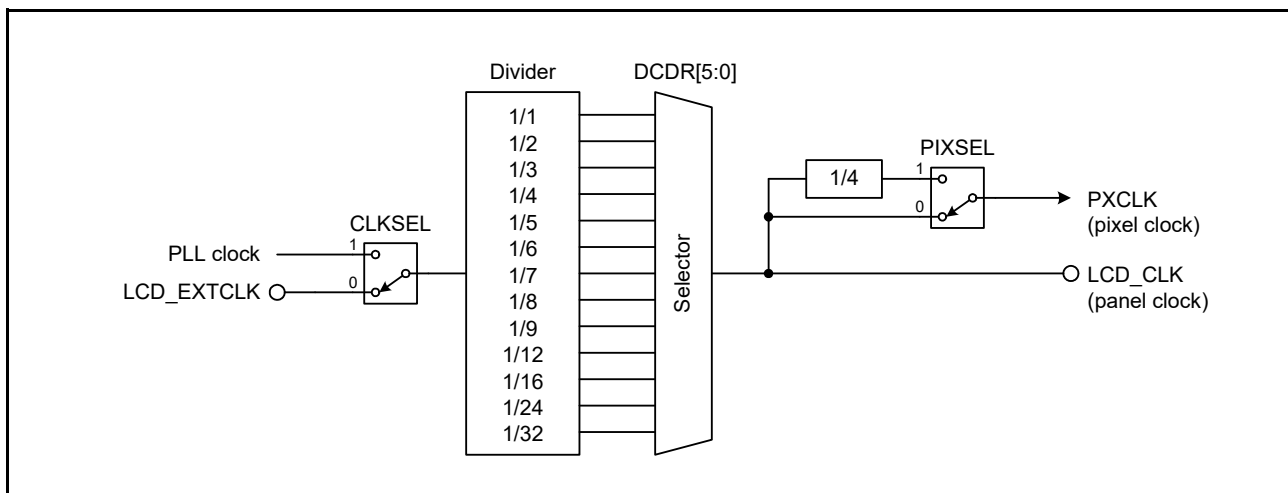 Divider
DCDR[5:0]
1/1
1/2
1/3
1/4
1/5
1/6
1/7
1/8
1/9
1/12
1/16
1/24
1/32
Selector
CLKSEL
PLL clock
1
LCD_EXTCLK
0
PIXSEL
1/4
1
0
PXCLK
(pixel clock)
LCD_CLK
(panel clock)